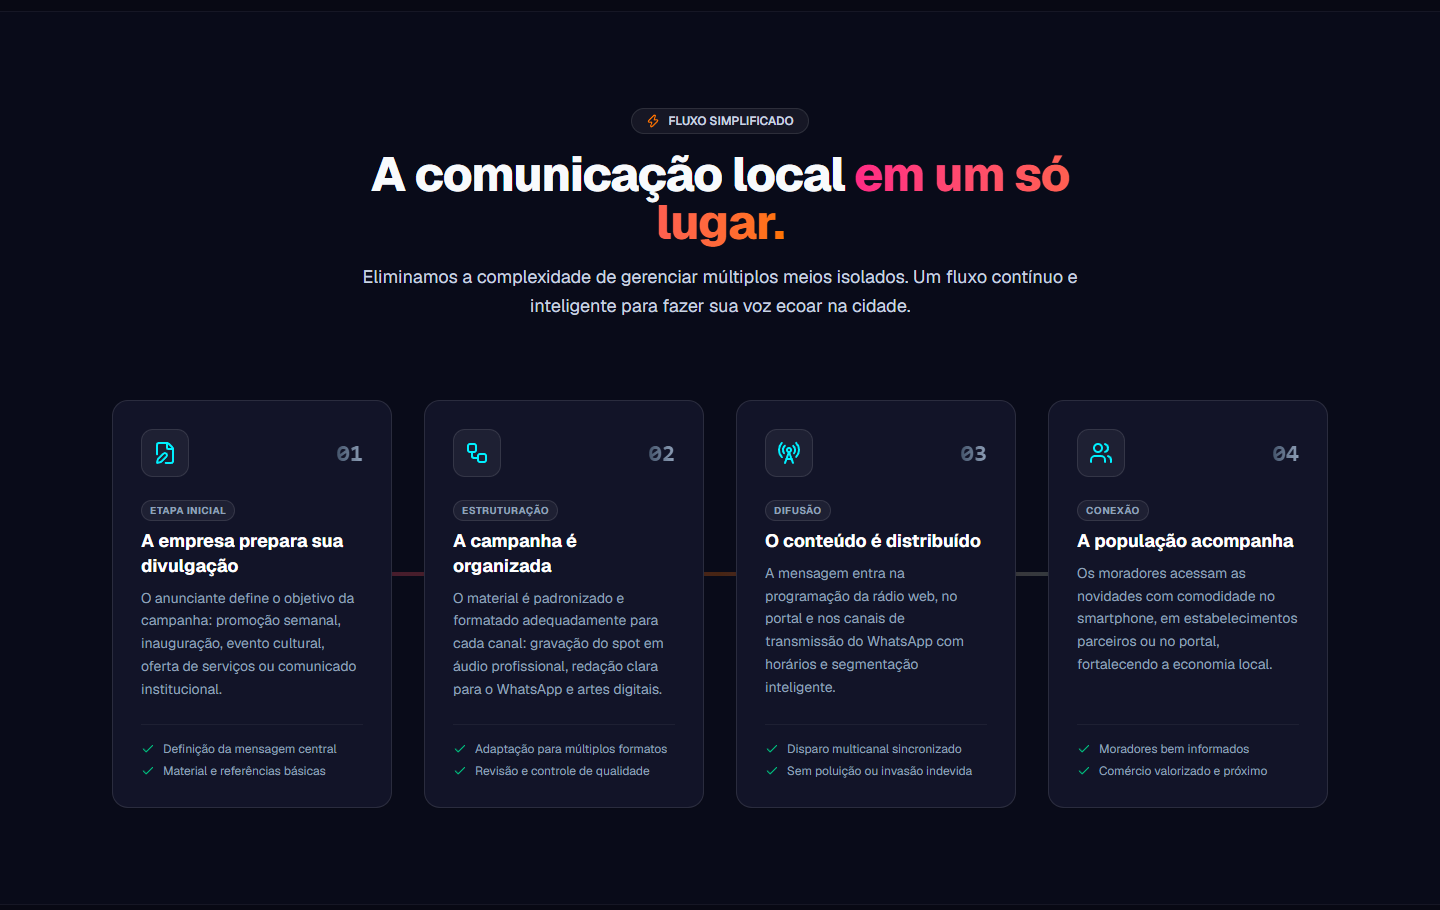 FLUXO SIMPLIFICADO
A comunicação local em um só
lugar.
Eliminamos a complexidade de gerenciar múltiplos meios isolados. Um fluxo contínuo e
inteligente para fazer sua voz ecoar na cidade.
01
ETAPA INICIAL
A empresa prepara sua
divulgação
O anunciante define o objetivo da
campanha: promoção semanal,
inauguração, evento cultural,
oferta de serviços ou comunicado
institucional.
Definição da mensagem central
Material e referências básicas
02
ESTRUTURAÇÃO
A campanha é
organizada
O material é padronizado e
formatado adequadamente para
cada canal: gravação do spot em
áudio profissional, redação clara
para o WhatsApp e artes digitais.
Adaptação para múltiplos formatos
Revisão e controle de qualidade
03
DIFUSÃO
O conteúdo é distribuído
A mensagem entra na
programação da rádio web, no
portal e nos canais de
transmissão do WhatsApp com
horários e segmentação
inteligente.
Disparo multicanal sincronizado
Sem poluição ou invasão indevida
04
CONEXÃO
A população acompanha
Os moradores acessam as
novidades com comodidade no
smartphone, em estabelecimentos
parceiros ou no portal,
fortalecendo a economia local.
Moradores bem informados
Comércio valorizado e próximo